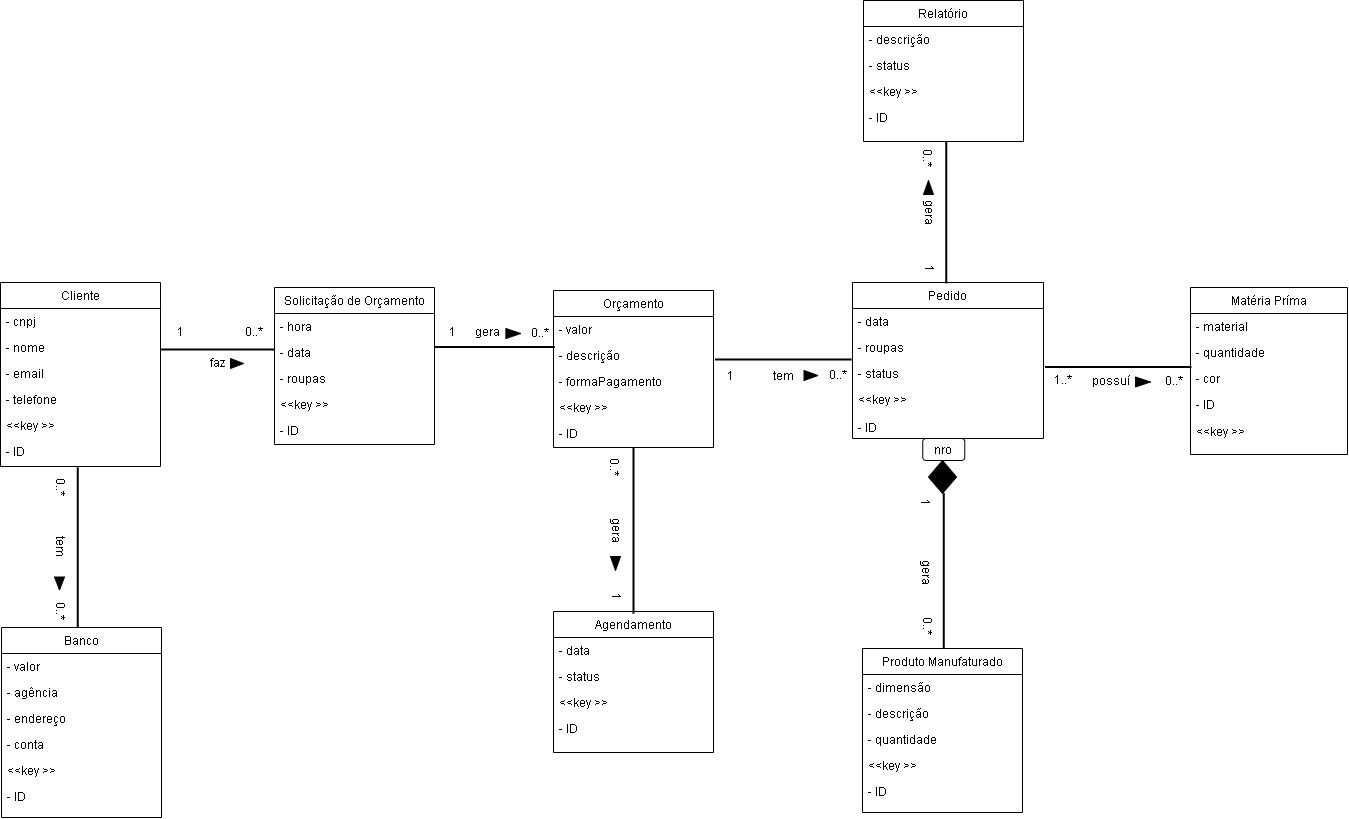 Relatório
- descrição
- status
<<key >>
- ID
0..*
gera
1
Cliente
- cnpj
- nome
- email
- telefone
<<key >>
- ID
1
0..*
faz
Solicitação de Orçamento
- hora
- data
- roupas
<<key >>
- ID
1
gera
0..*
Orçamento
- valor
- descrição
- formaPagamento
<<key >>
- ID
1
tem
0..*
Pedido
- data
- roupas
- status
<<key >>
- ID
nro
1..*
possuí
0..*
Matéria Príma
- material
- quantidade
- cor
- ID
<<key >>
0..*
tem
0..*
Banco
- valor
- agência
- endereço
- conta
<<key >>
- ID
0..*
gera
1
Agendamento
- data
- status
<<key >>
- ID
1
gera
0..*
Produto Manufaturado
- dimensão
- descrição
- quantidade
<<key >>
- ID